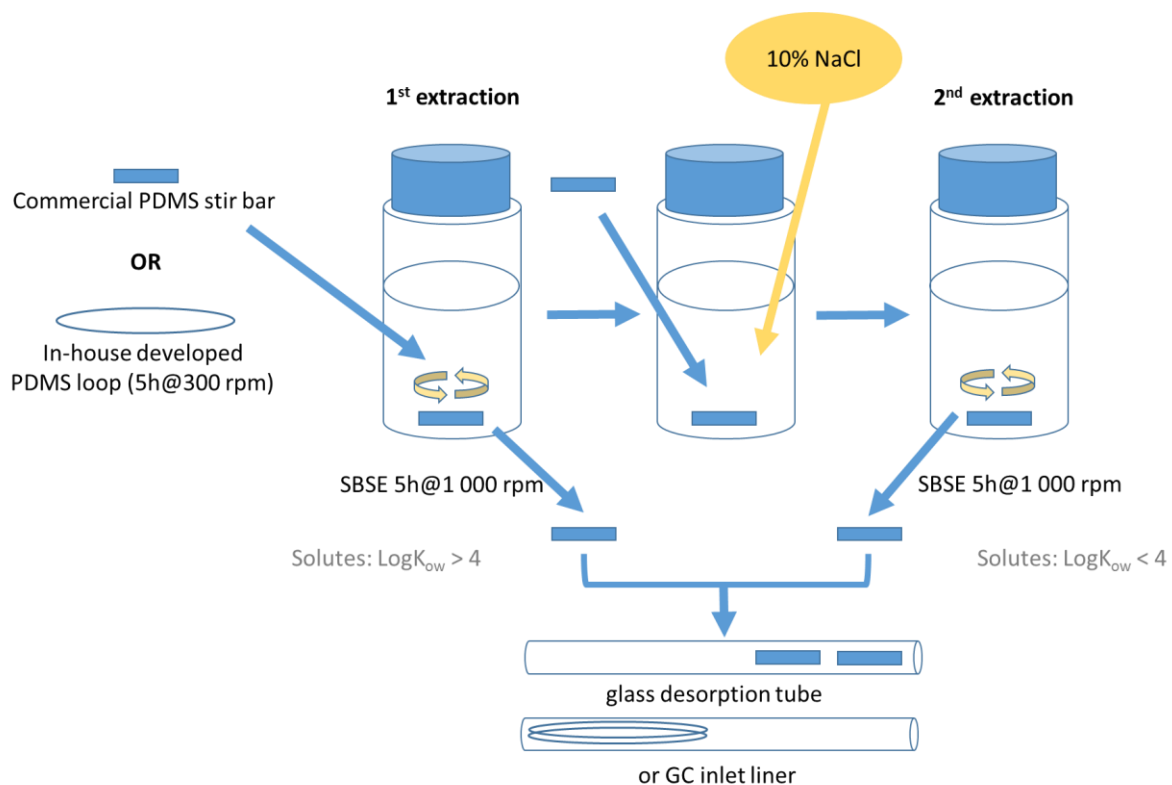 10% NaCl
1st extraction
2nd extraction
Commercial PDMS stir bar
OR
In-house developed
PDMS loop (5h@300 rpm)
SBSE 5h@1 000 rpm
SBSE 5h@1 000 rpm
Solutes: LogKow > 4
Solutes: LogKow < 4
glass desorption tube
or GC inlet liner